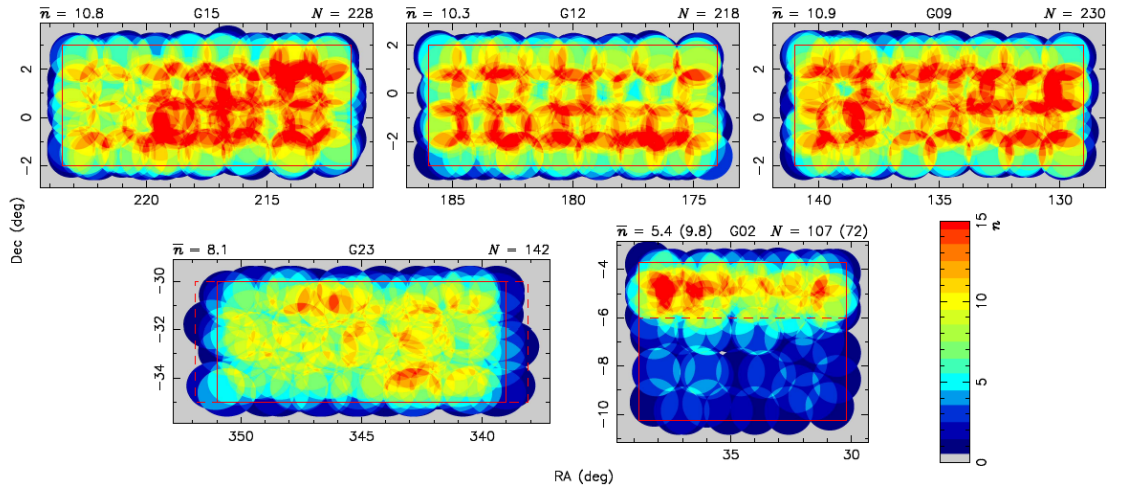 n̅ = 10.8 G15 N = 228
n̅ = 10.3 G12 N = 218
n̅ = 10.9 G09 N = 230
2
0
−2
220 215
2
0
−2
185 180 175
2
0
−2
140 135 130
Dec (deg)
n̅ = 8.1 G23 N = 142
−30
−32
−34
350 345 340
n̅ = 5.4 (9.8) G02 N = 107 (72)
−4
−6
−8
−10
35 30
15
n
10
5
0
RA (deg)